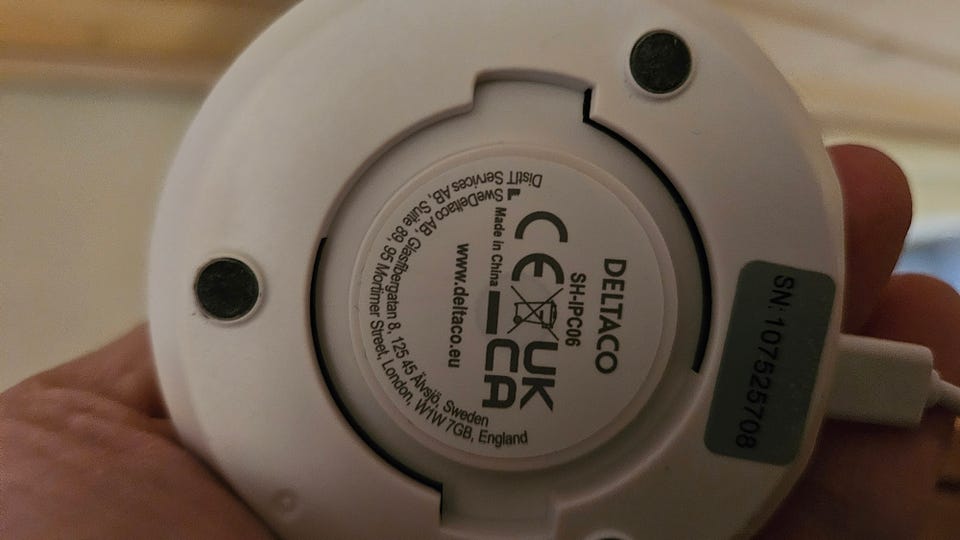 DELTACO
SH-IPC06
CE UK
CA
Made in China
www.deltaco.eu
DistIT Services AB, Suite 89, 95 Mortimer Street, London, W1W 7GB, England
SweDeltaco AB, Glasfibergatan 8, 125 45 Älvsjö, Sweden
SN:107525708